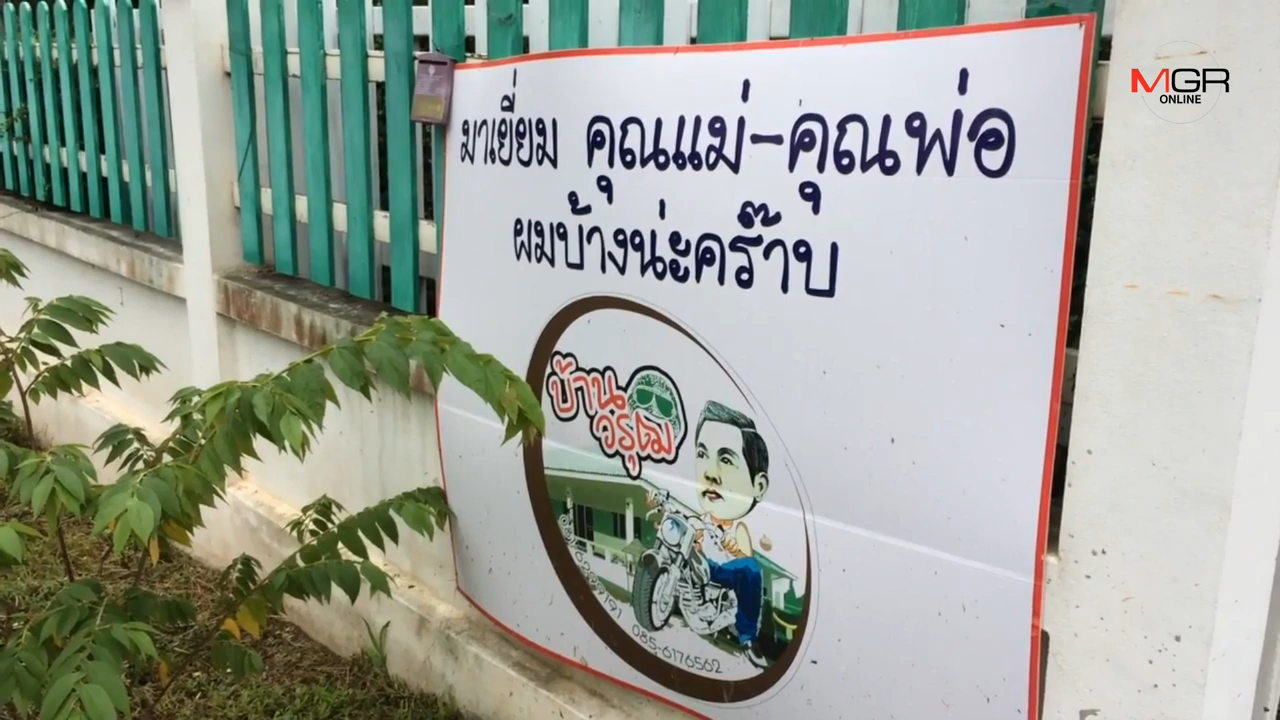 MGR
ONLINE
มาเยี่ยม คุณแม่-คุณพ่อ
ผมบ้างน่ะคร๊าบ
บ้าน
วรุฒ
085-6176562